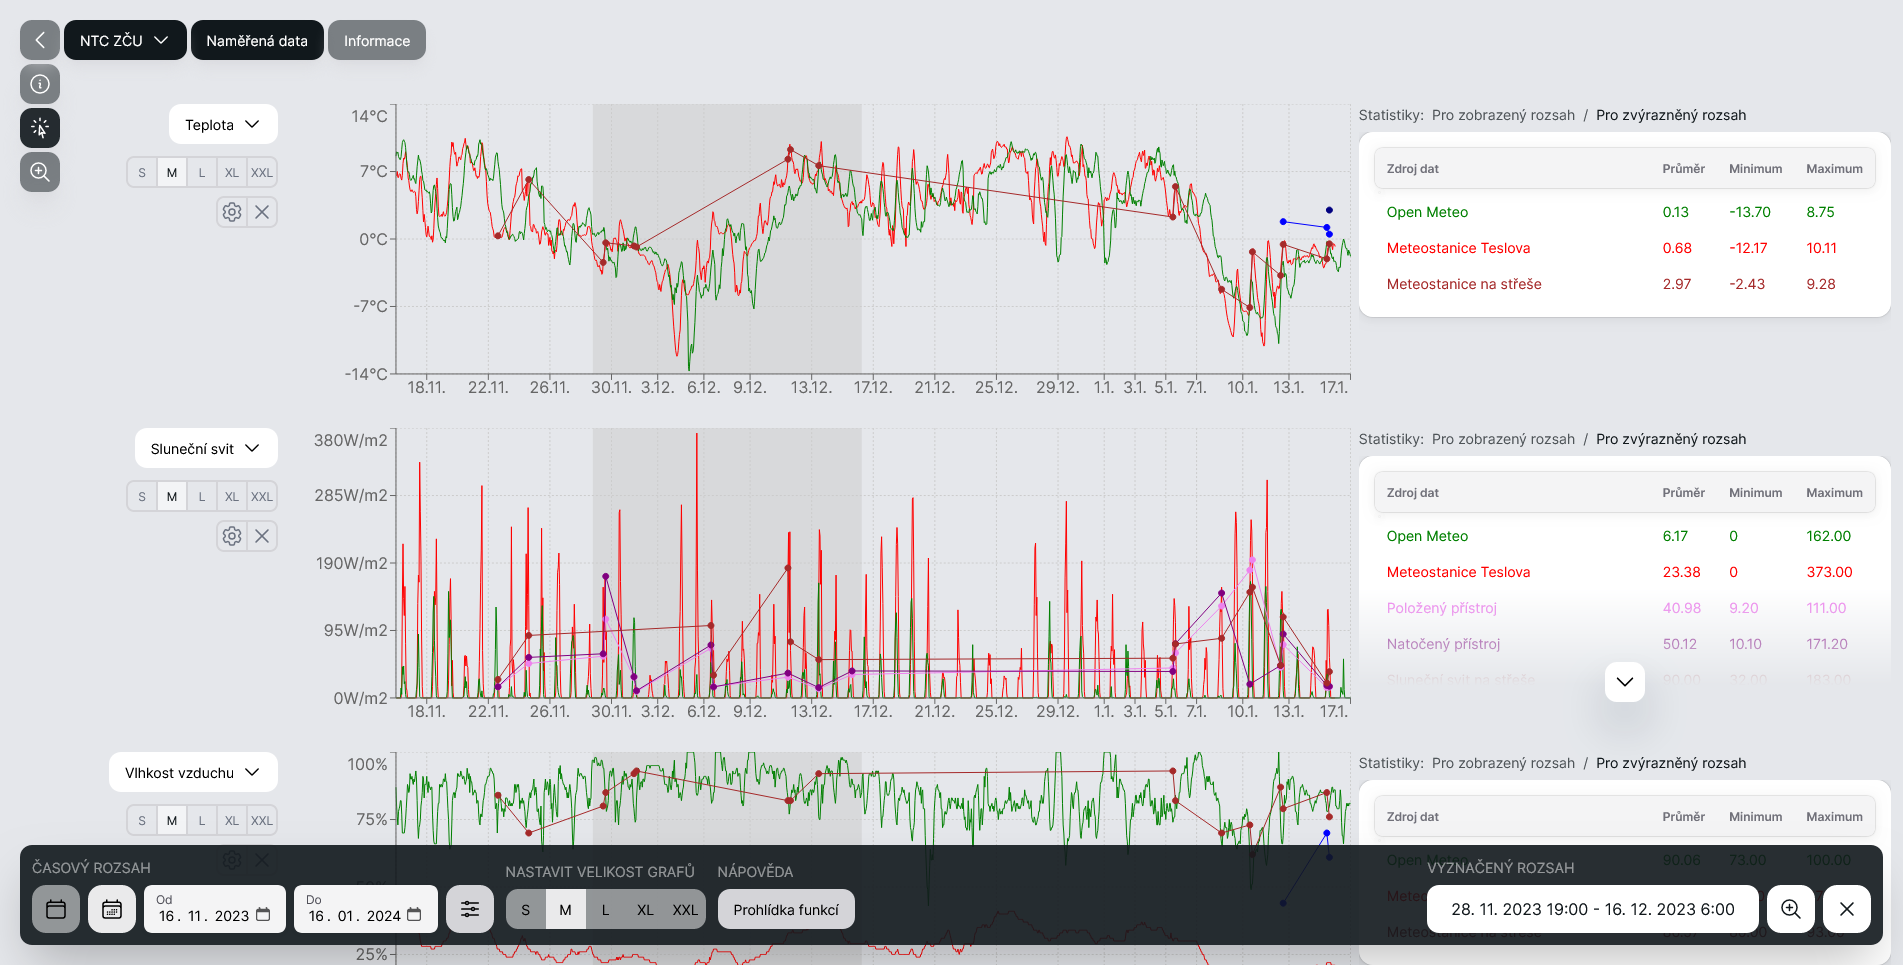 NTC ZČU
Naměřená data
Informace
Teplota
S M L XL XXL
14°C
7°C
0°C
-7°C
-14°C
18.11. 22.11. 26.11. 30.11. 3.12. 6.12. 9.12. 13.12. 17.12. 21.12. 25.12. 29.12. 1.1. 3.1. 5.1. 7.1. 10.1. 13.1. 17.1.
Statistiky: Pro zobrazený rozsah / Pro zvýrazněný rozsah
Zdroj dat Průměr Minimum Maximum
Open Meteo 0.13 -13.70 8.75
Meteostanice Teslova 0.68 -12.17 10.11
Meteostanice na střeše 2.97 -2.43 9.28
Sluneční svit
S M L XL XXL
380W/m2
285W/m2
190W/m2
95W/m2
0W/m2
18.11. 22.11. 26.11. 30.11. 3.12. 6.12. 9.12. 13.12. 17.12. 21.12. 25.12. 29.12. 1.1. 3.1. 5.1. 7.1. 10.1. 13.1. 17.1.
Statistiky: Pro zobrazený rozsah / Pro zvýrazněný rozsah
Zdroj dat Průměr Minimum Maximum
Open Meteo 6.17 0 162.00
Meteostanice Teslova 23.38 0 373.00
Položený přístroj 40.98 9.20 111.00
Natočený přístroj 50.12 10.10 171.20
Sluneční svit na střeše 90.00 32.00 183.00
Vlhkost vzduchu
S M L XL XXL
100%
75%
25%
Statistiky: Pro zobrazený rozsah / Pro zvýrazněný rozsah
Zdroj dat Průměr Minimum Maximum
Open Meteo 90.06 73.00 100.00
ČASOVÝ ROZSAH
Od
16. 11. 2023
Do
16. 01. 2024
NASTAVIT VELIKOST GRAFŮ
S M L XL XXL
NÁPOVĚDA
Prohlídka funkcí
VYZNAČENÝ ROZSAH
28. 11. 2023 19:00 - 16. 12. 2023 6:00